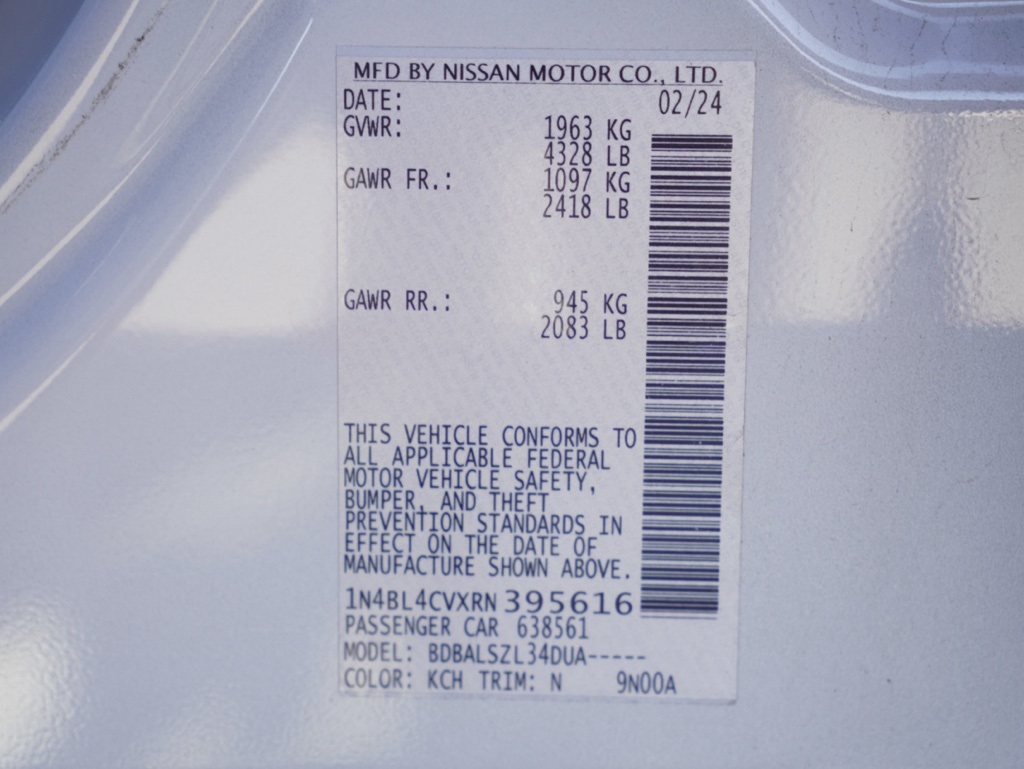 MFD BY NISSAN MOTOR CO., LTD.
DATE: 02/24
GVWR: 1963 KG
4328 LB
GAWR FR.: 1097 KG
2418 LB
GAWR RR.: 945 KG
2083 LB
THIS VEHICLE CONFORMS TO
ALL APPLICABLE FEDERAL
MOTOR VEHICLE SAFETY,
BUMPER, AND THEFT
PREVENTION STANDARDS IN
EFFECT ON THE DATE OF
MANUFACTURE SHOWN ABOVE.
1N4BL4CVXRN395616
PASSENGER CAR 638561
MODEL: BDBALSZL34DUA-----
COLOR: KCH TRIM: N 9N00A